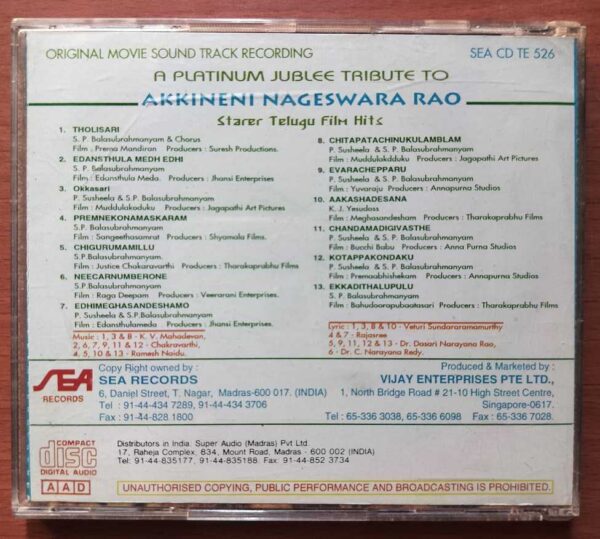 ORIGINAL MOVIE SOUND TRACK RECORDING
SEA CD TE 526
A PLATINUM JUBLEE TRIBUTE TO
AKKINENI NAGESWARA RAO
Starer Telugu Film Hits
1. THOLISARI
S. P. Balasubrahmanyam & Chorus
Film : Prema Mandiran Producers : Suresh Productions.
2. EDANSTHULA MEDH EDHI
S. P. Balasubrahmanyam
Film : Edansthula Meda. Producers : Jhansi Enterprises
3. Okkasari
P. Susheela & S.P. Balasubrahmanyam
Film : Muddulakoduku Producers : Jagapathi Art Pictures
4. PREMNEKONAMASKARAM
S. P. Balasubrahmanyam
Film : Sangeethasamrat Producers : Shyamala Films.
5. CHIGURUMAMILLU
S.P.Balasubrahmanyam
Film : Justice Chakaravarthi Producers : Tharakaprabhu Films
6. NEECARNUMBERONE
S.P.Balasubrahmanyam.
Film : Raga Deepam Producers : Veerarani Enterprises.
7. EDHIMEGHASANDESHAMO
P. Susheela & S.P.Balasubrahmanyam
Film : Edansthulameda Producers : Jhansi Enterprises.
8. CHITAPATACHINUKULAMBLAM
P. Susheela & S. P. Balasubrahmanyam
Film : Muddulakdduku Producers : Jagapathi Art Pictures
9. EVARACHEPPARU
P. Susheela & S. P. Balasubrahmanyam
Film : Yuvaraju Producers : Annapurna Studios
10. AAKASHADESANA
K. J. Yesudoss
Film : Meghasandesham Producers : Tharakaprabhu Films
11. CHANDAMADIGIVASTHE
P. Susheela & S. P. Balasubrahmanyam
Film : Bucchi Babu Producers : Anna Purna Studios
12. KOTAPPAKONDAKU
P. Susheela & S. P. Balasubrahmanyam
Film : Premaabhishekam Producers : Annapurna Studios
13. EKKADITHALUPULU
S. P. Balasubrahmanyam
Film : Bahudoorapubaatasari Producers : Tharakaprabhu Films
Music : 1, 3 & 8 - K. V. Mahadevan,
2, 6, 7, 9, 11 & 12 - Chakravarthi,
4, 5, 10 & 13 - Ramesh Naidu.
Lyric : 1, 3, 8 & 10 - Veturi Sundararamamurthy
4 & 7 - Rajasree
5, 9, 11, 12 & 13 - Dr. Dasari Narayana Rao,
6 - Dr. C. Narayana Redy.
SEA
RECORDS
Copy Right owned by :
SEA RECORDS
6, Daniel Street, T. Nagar, Madras-600 017. (INDIA)
Tel : 91-44-434 7289, 91-44-434 3706
Fax : 91-44-828 1800
Produced & Marketed by :
VIJAY ENTERPRISES PTE LTD.,
1, North Bridge Road # 21-10 High Street Centre,
Singapore-0617.
Tel : 65-336 3038, 65-336 6098 Fax : 65-336 7028.
COMPACT
disc
DIGITAL AUDIO
AAD
Distributors in India. Super Audio (Madras) Pvt Ltd.
17, Raheja Complex, 834, Mount Road, Madras - 600 002 (INDIA)
Tel: 91-44-835177, 91-44-835188. Fax: 91-44-852 3734
UNAUTHORISED COPYING, PUBLIC PERFORMANCE AND BROADCASTING IS PROHIBITED.